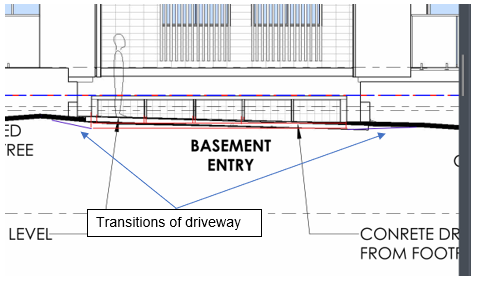 ED
TREE
BASEMENT
ENTRY
Transitions of driveway
LEVEL
CONRETE DR
FROM FOOTP